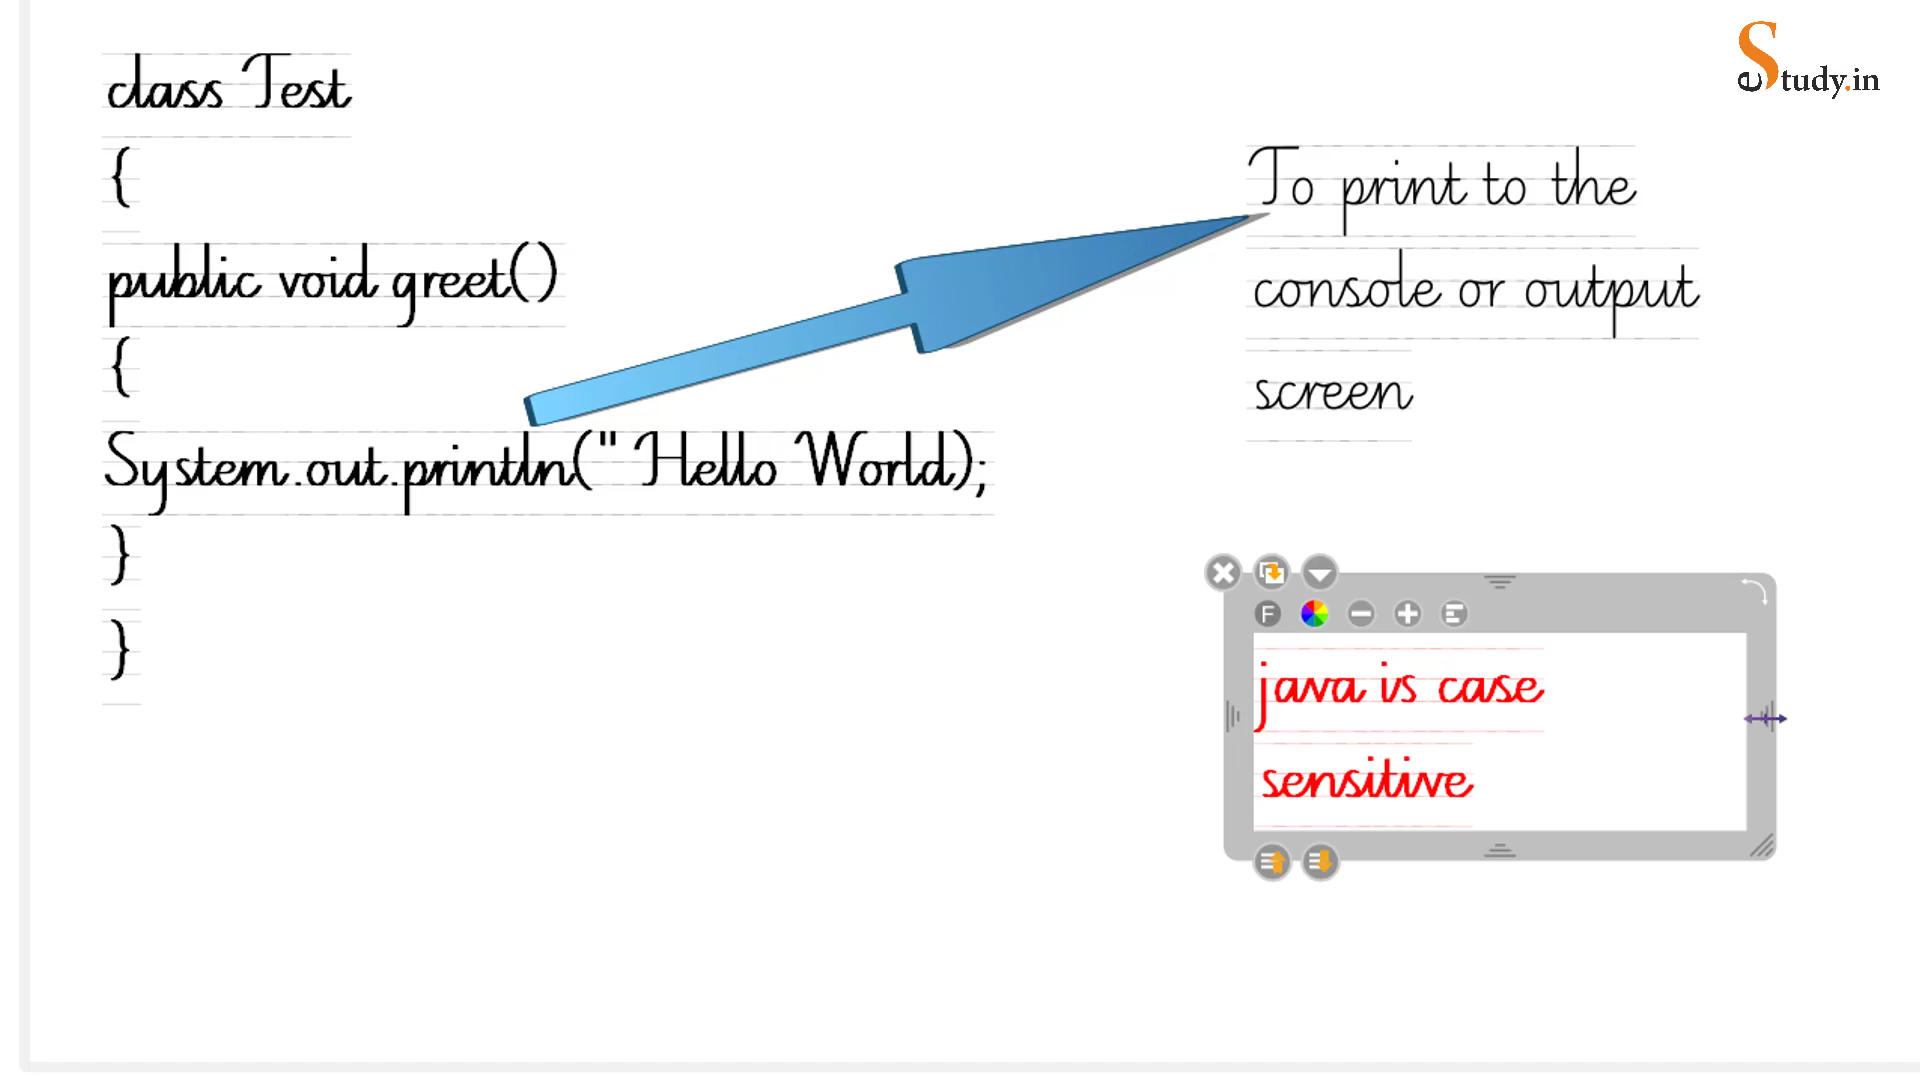 class Test
{
public void greet()
{
System.out.println(" Hello World);
}
}
eStudy.in
To print to the
console or output
screen
F
java is case
sensitive